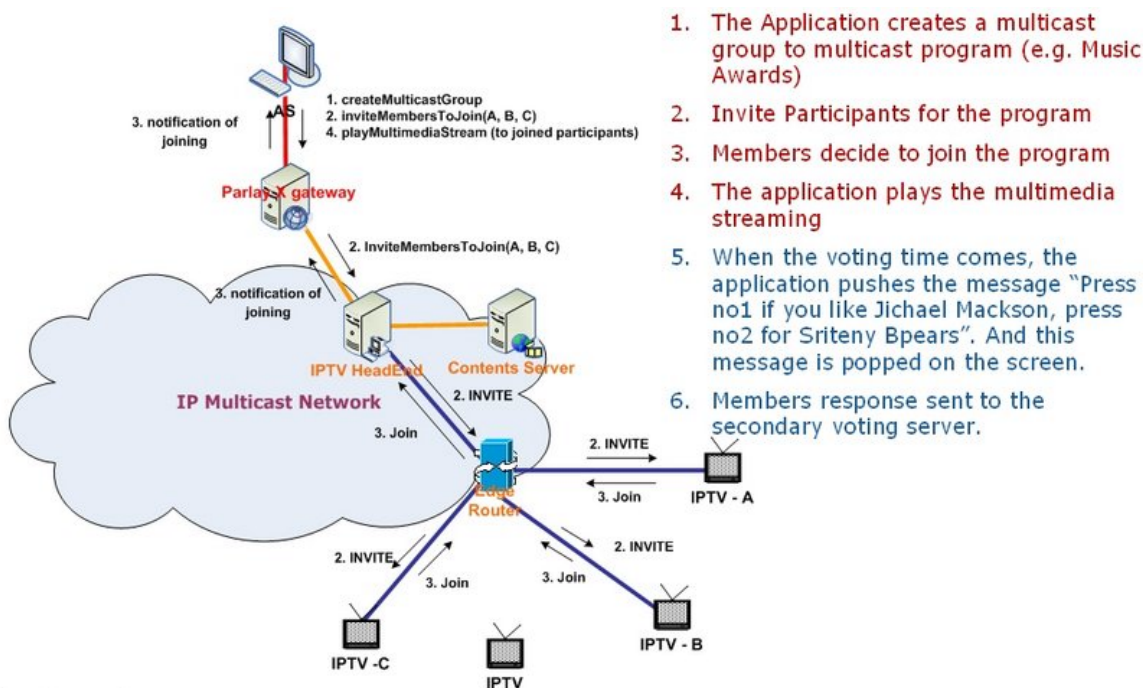 AS
1. createMulticastGroup
2. inviteMembersToJoin(A, B, C)
4. playMultimediaStream (to joined participants)
3. notification of
joining
Parlay X gateway
2. InviteMembersToJoin(A, B, C)
3. notification of
joining
IPTV HeadEnd
Contents Server
IP Multicast Network
2. INVITE
3. Join
Edge
Router
2. INVITE
3. Join
IPTV - A
2. INVITE
3. Join
IPTV - B
2. INVITE
3. Join
IPTV -C
IPTV
1. The Application creates a multicast
group to multicast program (e.g. Music
Awards)
2. Invite Participants for the program
3. Members decide to join the program
4. The application plays the multimedia
streaming
5. When the voting time comes, the
application pushes the message “Press
no1 if you like Jichael Mackson, press
no2 for Sriteny Bpears”. And this
message is popped on the screen.
6. Members response sent to the
secondary voting server.